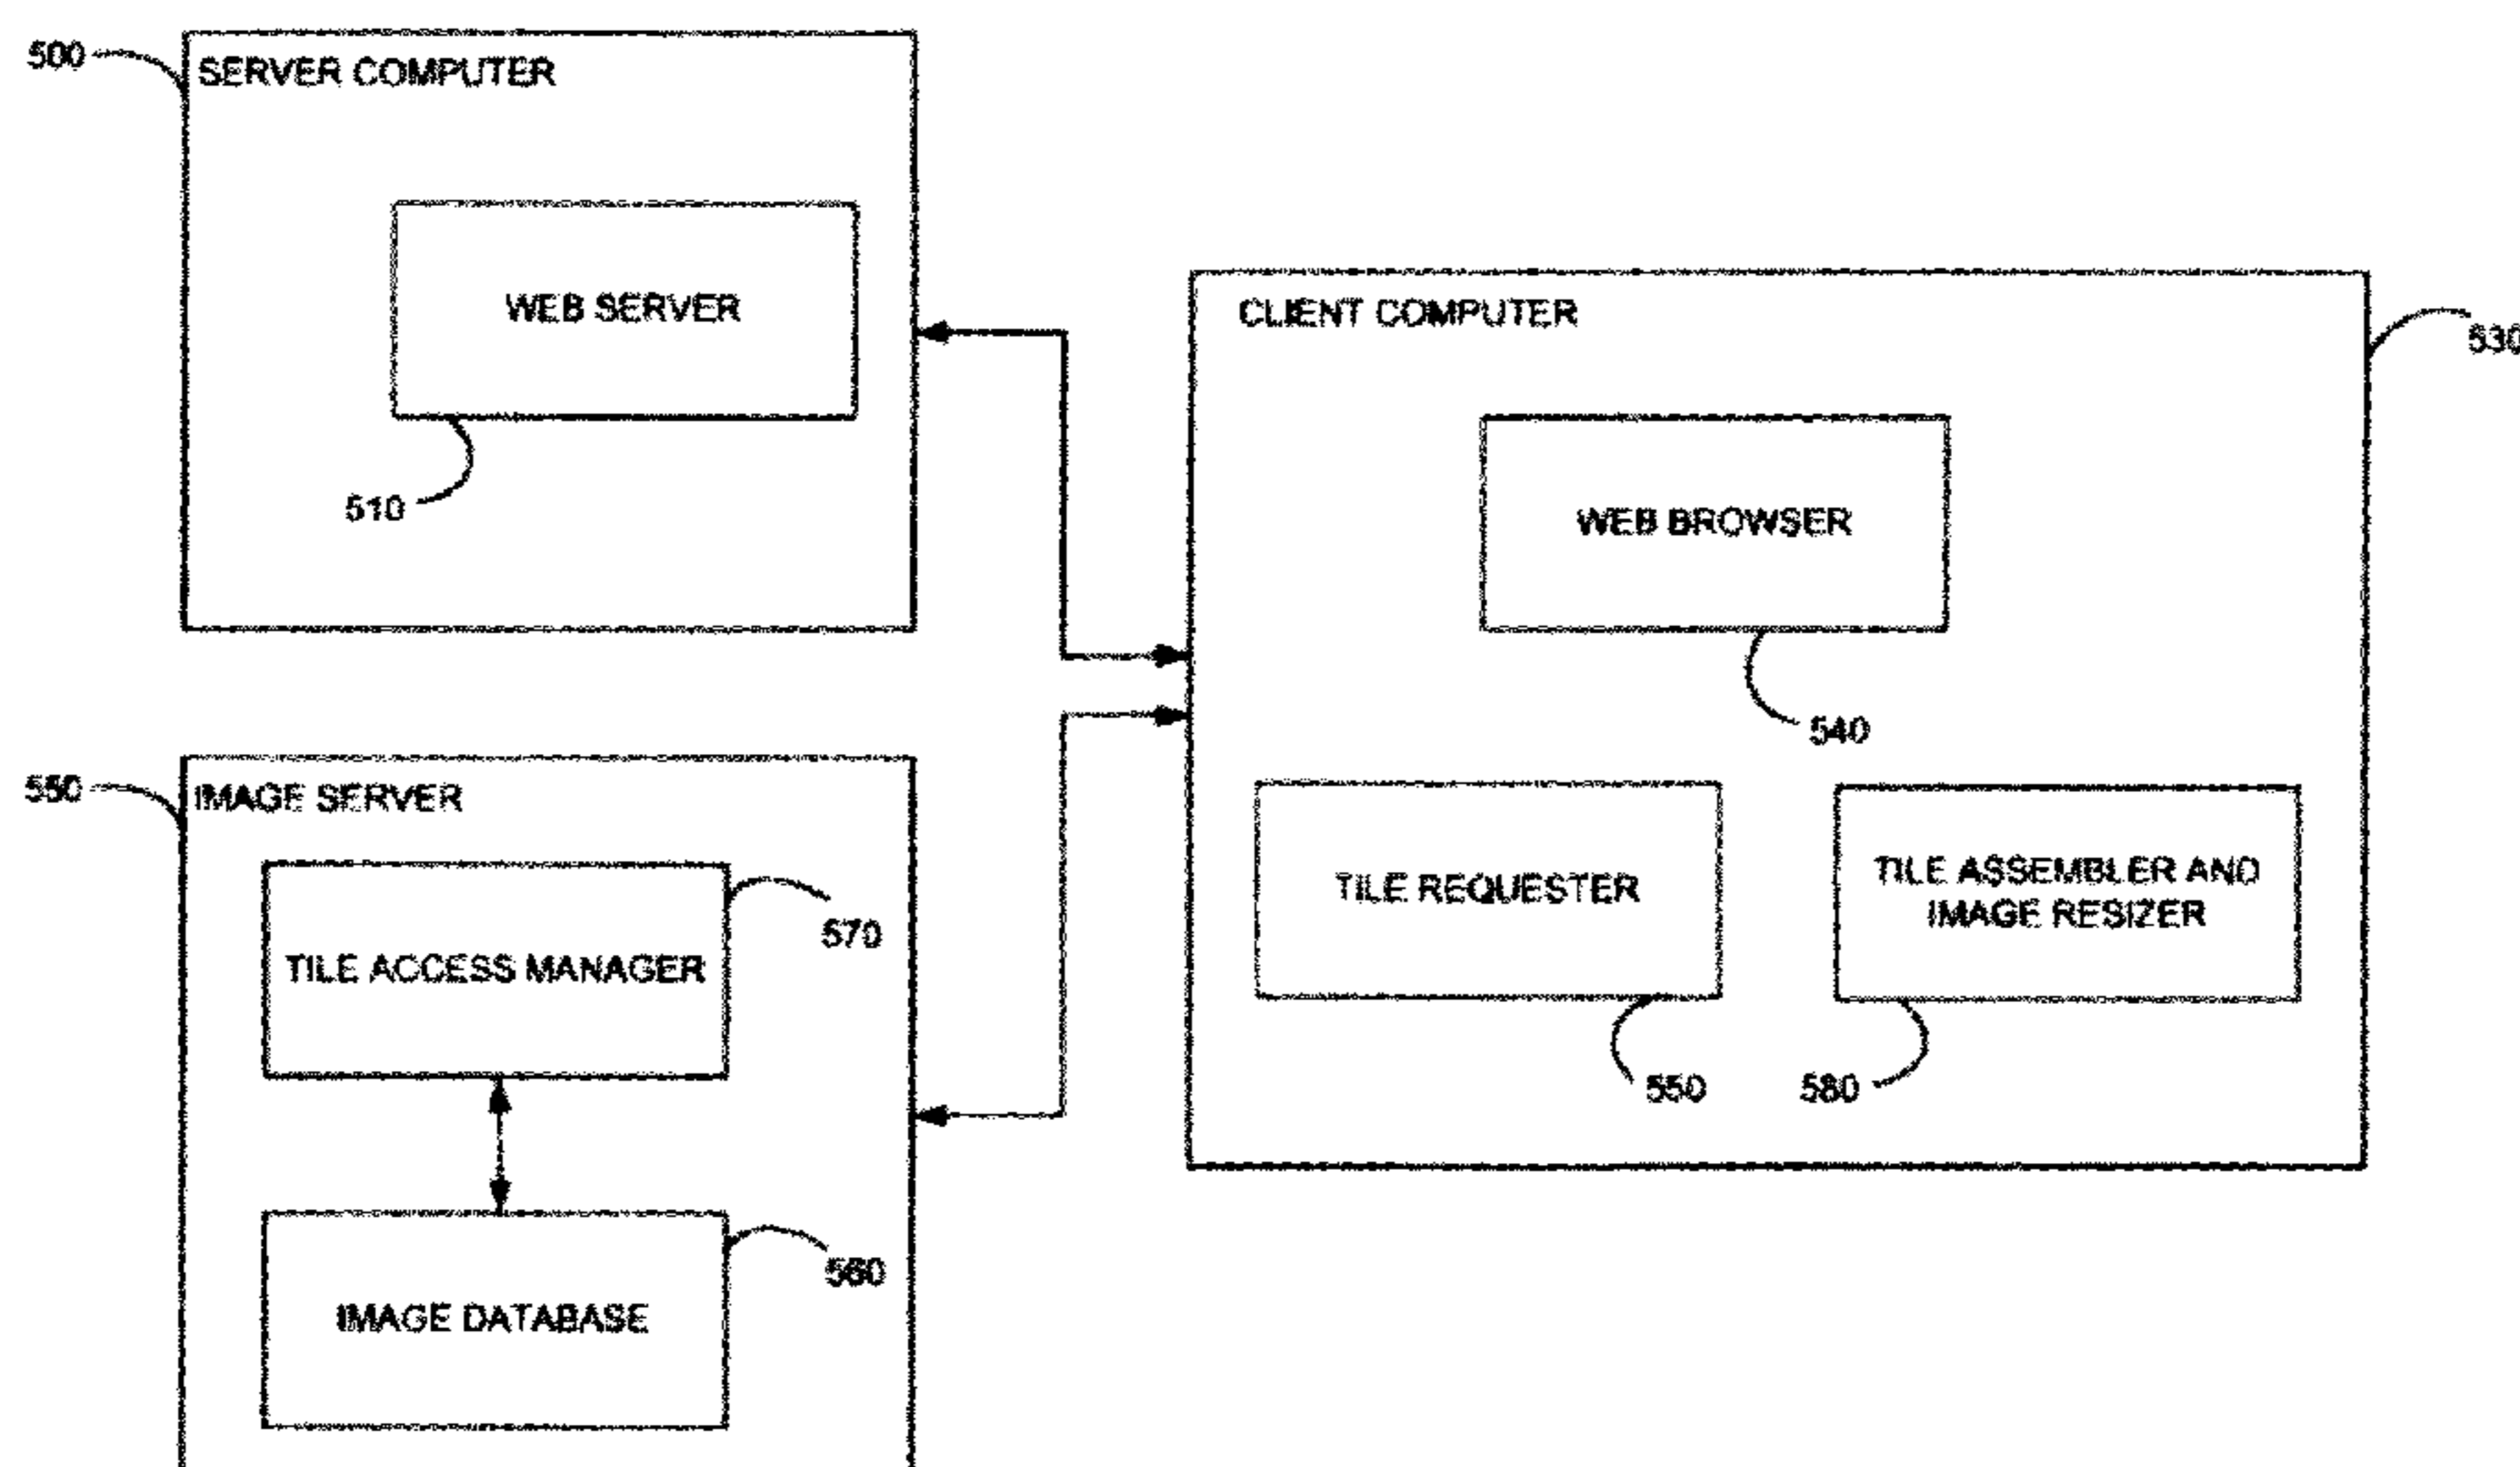 500
SERVER COMPUTER
WEB SERVER
510
CLIENT COMPUTER
530
WEB BROWSER
540
550
IMAGE SERVER
TILE ACCESS MANAGER
570
IMAGE DATABASE
560
TILE REQUESTER
550
TILE ASSEMBLER AND
IMAGE RESIZER
580